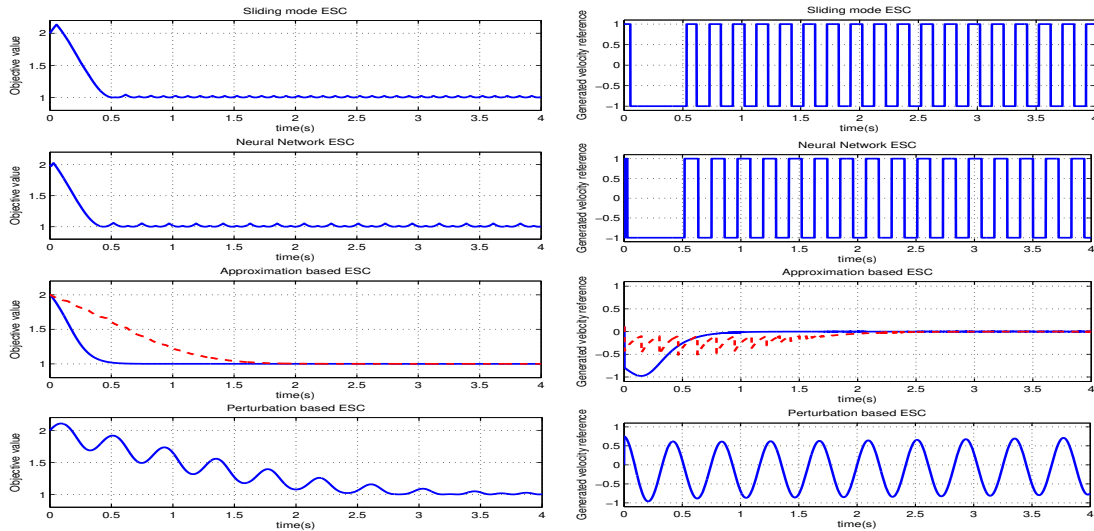 Sliding mode ESC
Objective value
2
1.5
1
0 0.5 1 1.5 2 2.5 3 3.5 4
time(s)
Neural Network ESC
Objective value
2
1.5
1
0 0.5 1 1.5 2 2.5 3 3.5 4
time(s)
Approximation based ESC
Objective value
2
1.5
1
0 0.5 1 1.5 2 2.5 3 3.5 4
time(s)
Perturbation based ESC
Objective value
2
1.5
1
0 0.5 1 1.5 2 2.5 3 3.5 4
time(s)
Sliding mode ESC
Generated velocity reference
1
0.5
0
−0.5
−1
0 0.5 1 1.5 2 2.5 3 3.5 4
time(s)
Neural Network ESC
Generated velocity reference
1
0.5
0
−0.5
−1
0 0.5 1 1.5 2 2.5 3 3.5 4
time(s)
Approximation based ESC
Generated velocity reference
1
0.5
0
−0.5
−1
0 0.5 1 1.5 2 2.5 3 3.5 4
time(s)
Perturbation based ESC
Generated velocity reference
1
0.5
0
−0.5
−1
0 0.5 1 1.5 2 2.5 3 3.5 4
time(s)